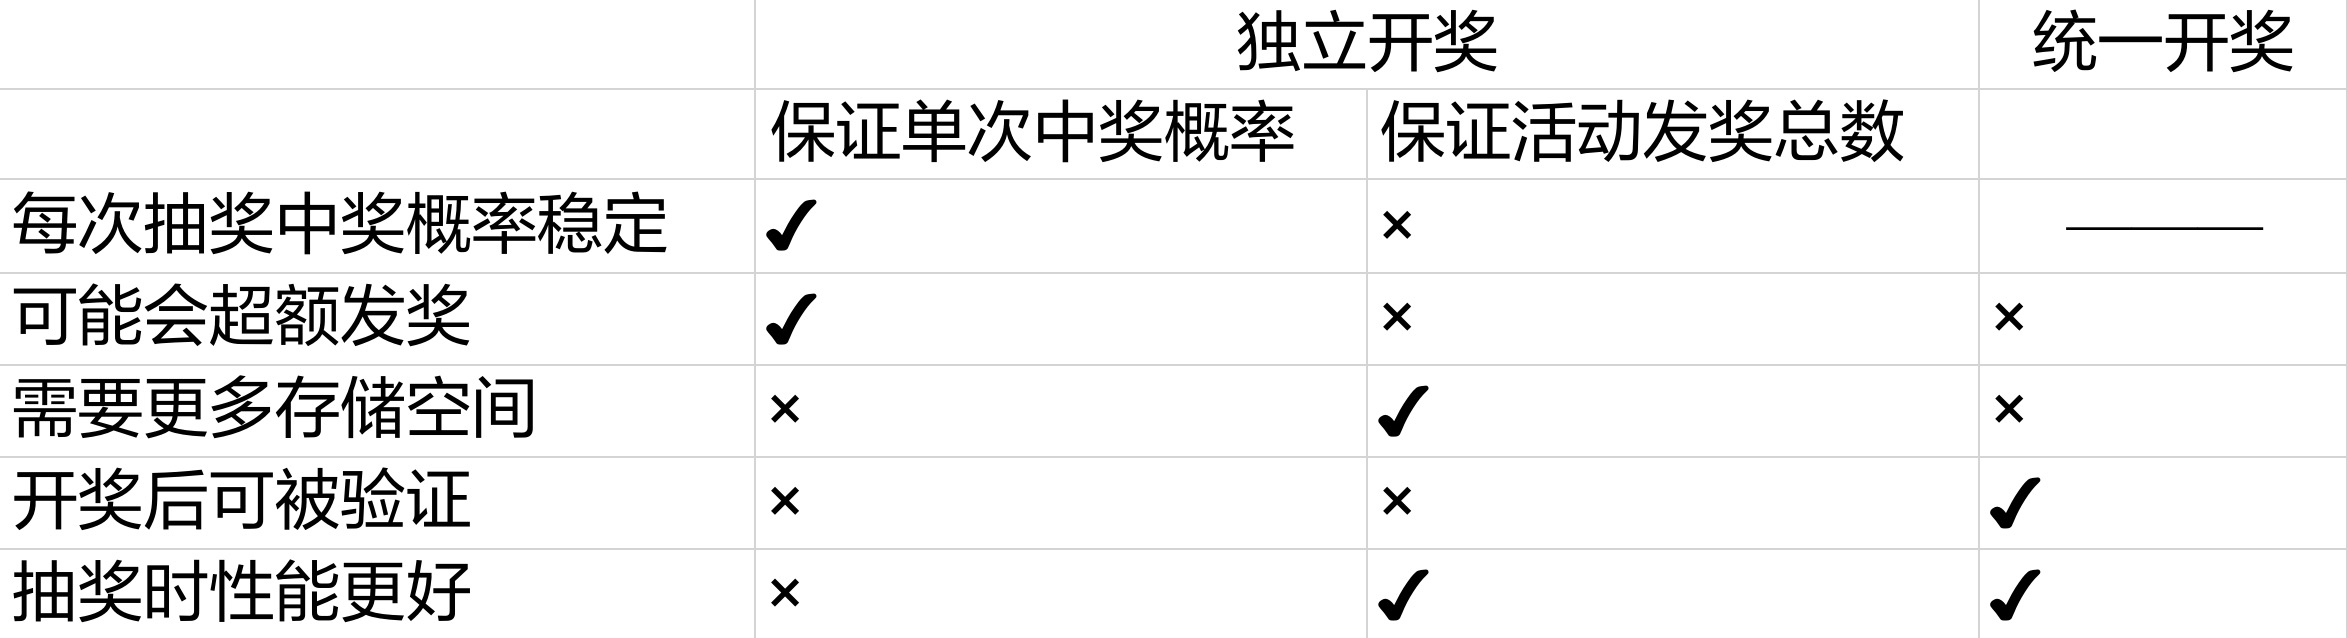 独立开奖 统一开奖
保证单次中奖概率 保证活动发奖总数
每次抽奖中奖概率稳定 ✔ × ———
可能会超额发奖 ✔ × ×
需要更多存储空间 × ✔ ×
开奖后可被验证 × × ✔
抽奖时性能更好 × ✔ ✔